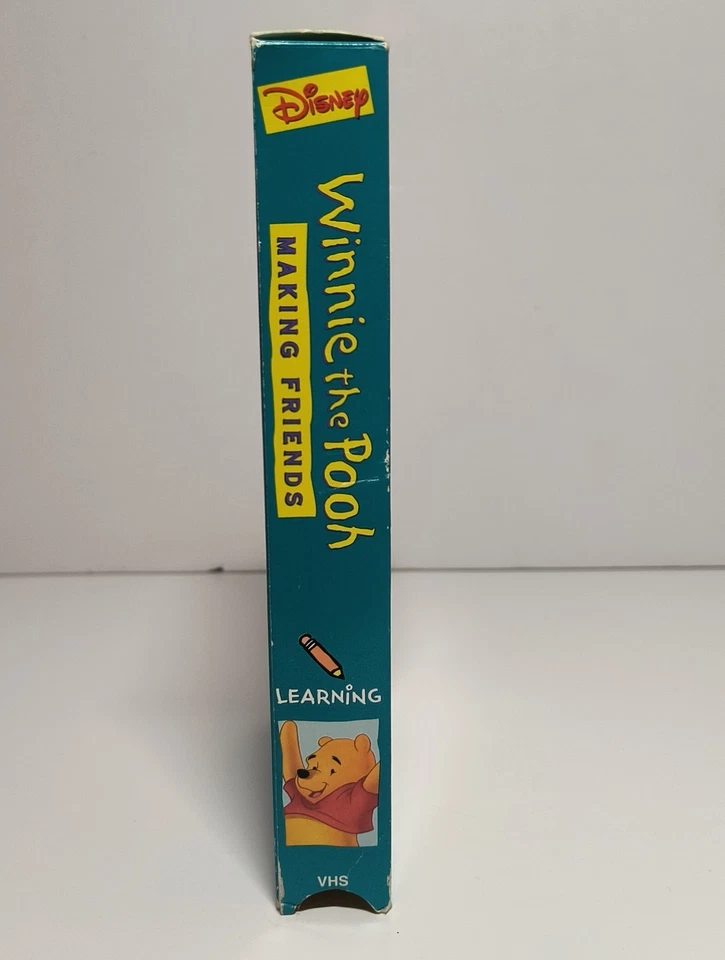 Disney
Winnie the Pooh
MAKING FRIENDS
LEARNiNG
VHS